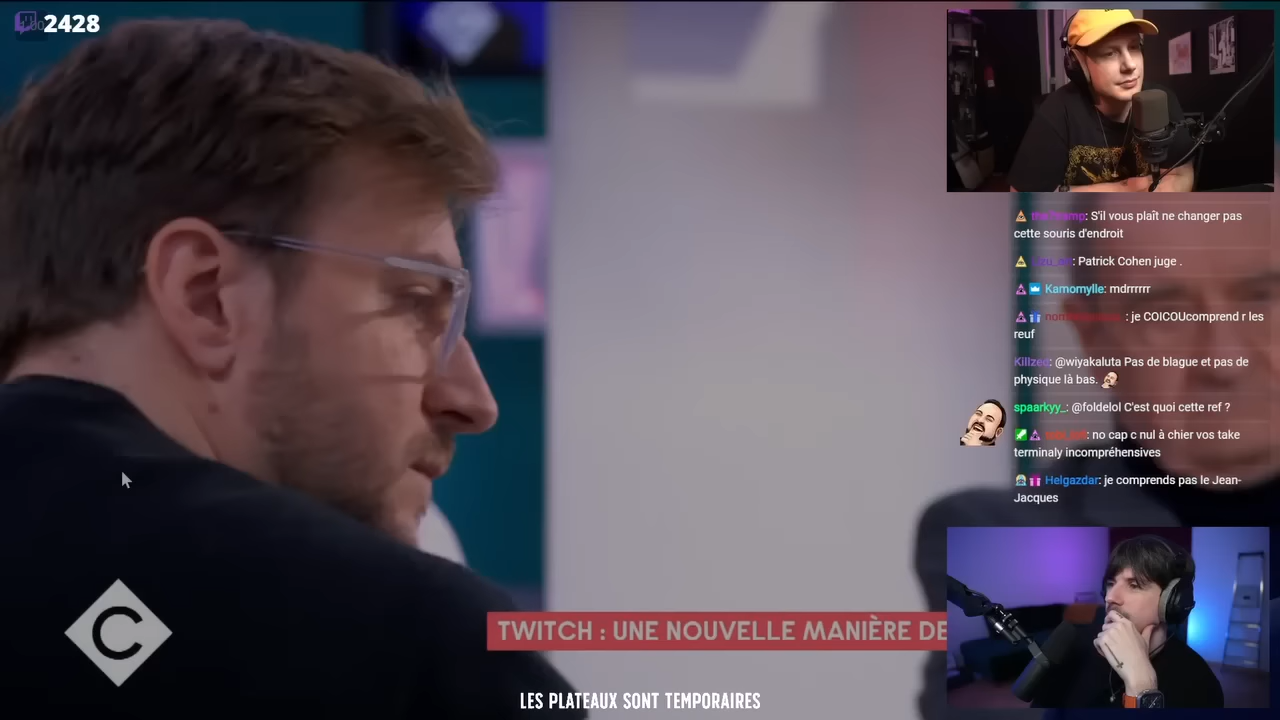 2428
: S'il vous plaît ne changer pas
cette souris d'endroit
: Patrick Cohen juge .
Kamomylle: mdrrrrrr
: je COICOUcomprend r les
reuf
: @wiyakaluta Pas de blague et pas de
physique là bas.
spaarkyy_: @foldelol C'est quoi cette ref ?
: no cap c nul à chier vos take
terminaly incompréhensives
Helgazdar: je comprends pas le Jean-
Jacques
C
TWITCH : UNE NOUVELLE MANIÈRE DE
LES PLATEAUX SONT TEMPORAIRES